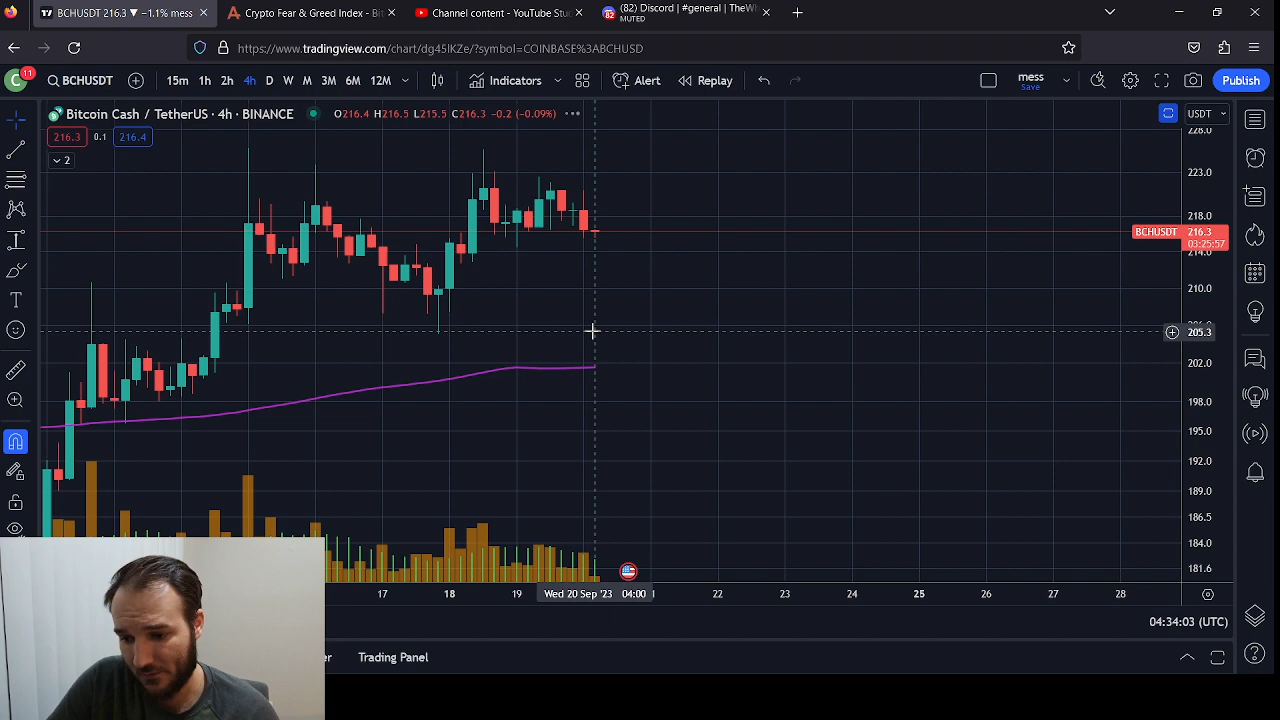 BCHUSDT 216.3 ▼ −1.1% mess
Crypto Fear & Greed Index - Bit
Channel content - YouTube Stud
(82) Discord | #general | TheWh
MUTED
82
https://www.tradingview.com/chart/dg45lKZe/?symbol=COINBASE%3ABCHUSD
C 11
BCHUSDT
15m 1h 2h 4h D W M 3M 6M 12M
Indicators
Alert
Replay
mess
Save
Publish
Bitcoin Cash / TetherUS · 4h · BINANCE
O216.4 H216.5 L215.5 C216.3 -0.2 (-0.09%)
USDT
216.3 0.1 216.4
2
228.0
223.0
218.0
BCHUSDT 216.3
03:25:57
214.0
210.0
205.3
202.0
198.0
195.0
192.0
189.0
186.5
184.0
181.6
17 18 19 Wed 20 Sep '23 04:00 22 23 24 25 26 27 28
04:34:03 (UTC)
Trading Panel